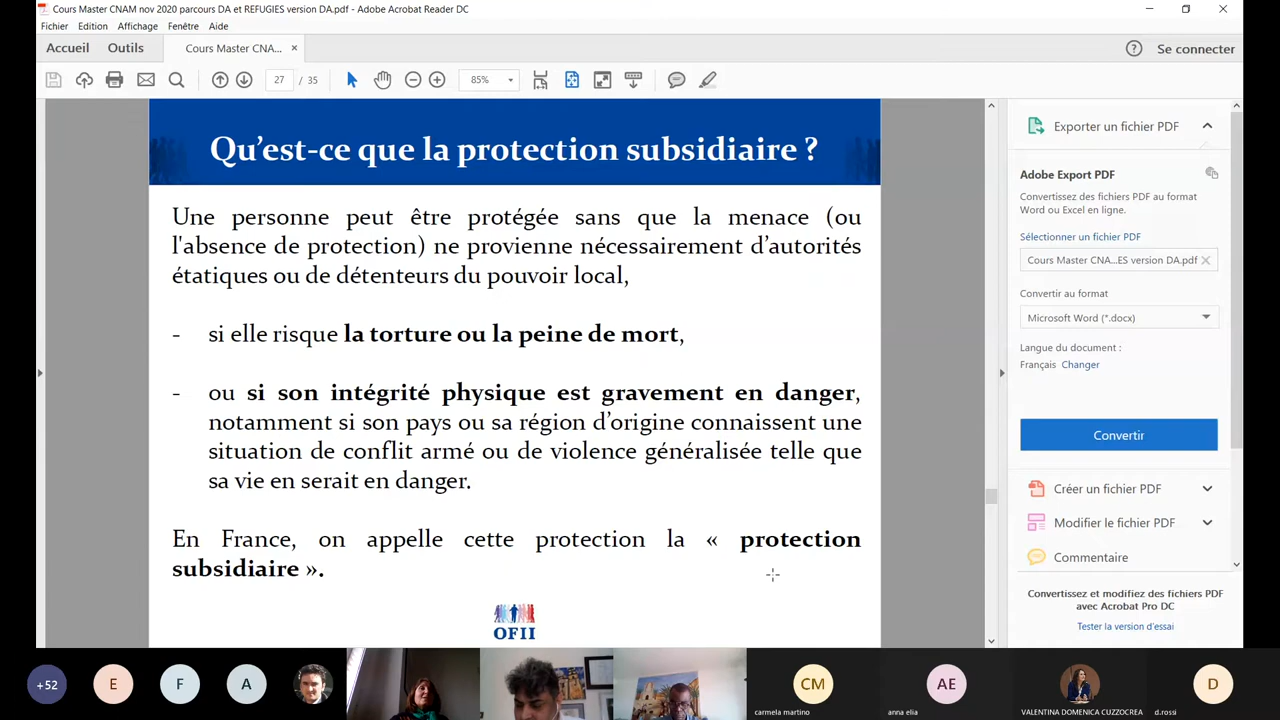 Cours Master CNAM nov 2020 parcours DA et REFUGIES version DA.pdf - Adobe Acrobat Reader DC
Fichier Edition Affichage Fenêtre Aide
Accueil Outils Cours Master CNA... × Se connecter
27 / 35 85%
Qu'est-ce que la protection subsidiaire ?
Une personne peut être protégée sans que la menace (ou
l'absence de protection) ne provienne nécessairement d'autorités
étatiques ou de détenteurs du pouvoir local,
- si elle risque la torture ou la peine de mort,
- ou si son intégrité physique est gravement en danger,
notamment si son pays ou sa région d'origine connaissent une
situation de conflit armé ou de violence généralisée telle que
sa vie en serait en danger.
En France, on appelle cette protection la « protection
subsidiaire ».
OFII
Exporter un fichier PDF
Adobe Export PDF
Convertissez des fichiers PDF au format
Word ou Excel en ligne.
Sélectionner un fichier PDF
Cours Master CNA...ES version DA.pdf ×
Convertir au format
Microsoft Word (*.docx)
Langue du document :
Français Changer
Convertir
Créer un fichier PDF
Modifier le fichier PDF
Commentaire
Convertissez et modifiez des fichiers PDF
avec Acrobat Pro DC
Tester la version d'essai
+52 E F A CM AE D
carmela martino anna elia VALENTINA DOMENICA CUZZOCREA d.rossi